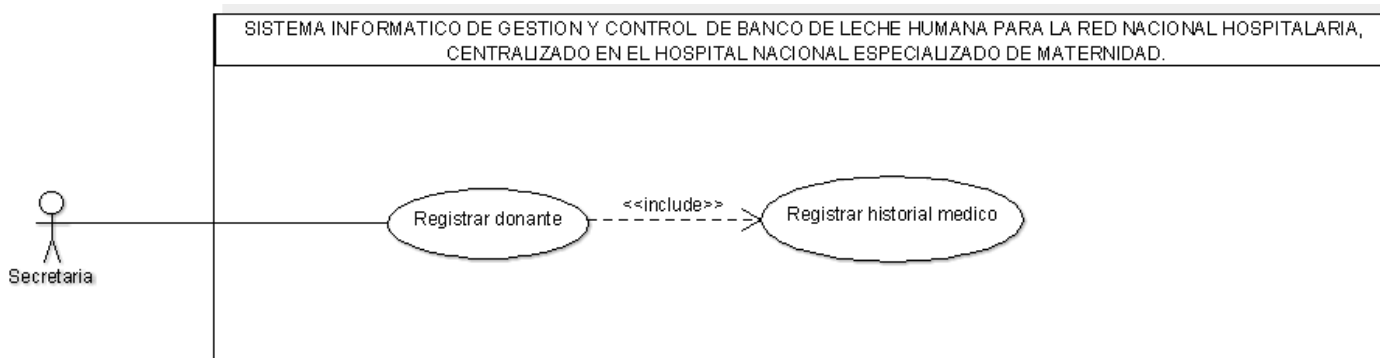 SISTEMA INFORMATICO DE GESTION Y CONTROL DE BANCO DE LECHE HUMANA PARA LA RED NACIONAL HOSPITALARIA,
CENTRALIZADO EN EL HOSPITAL NACIONAL ESPECIALIZADO DE MATERNIDAD.
Registrar donante
<<include>>
Registrar historial medico
Secretaria